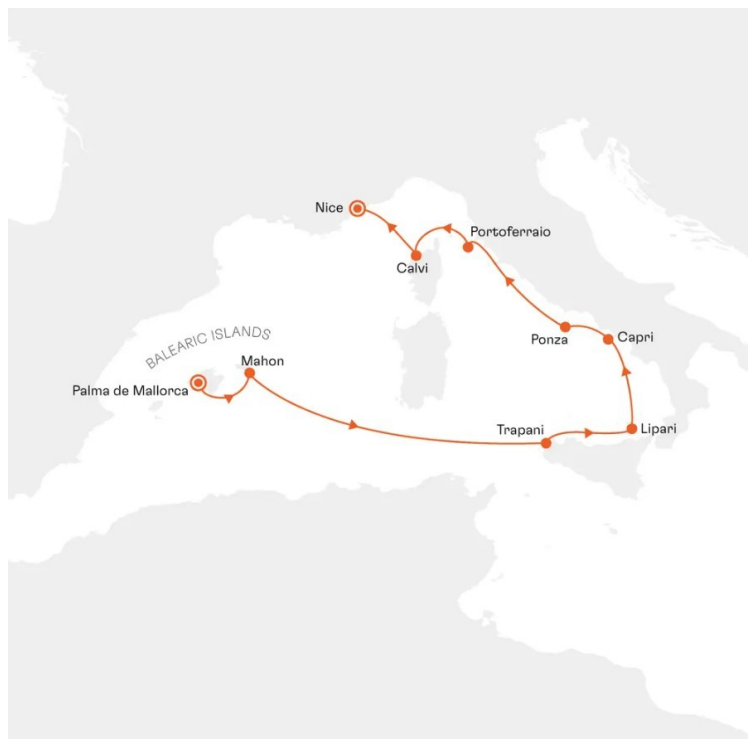 Nice
Portoferraio
Calvi
BALEARIC ISLANDS
Ponza
Capri
Mahon
Palma de Mallorca
Trapani
Lipari